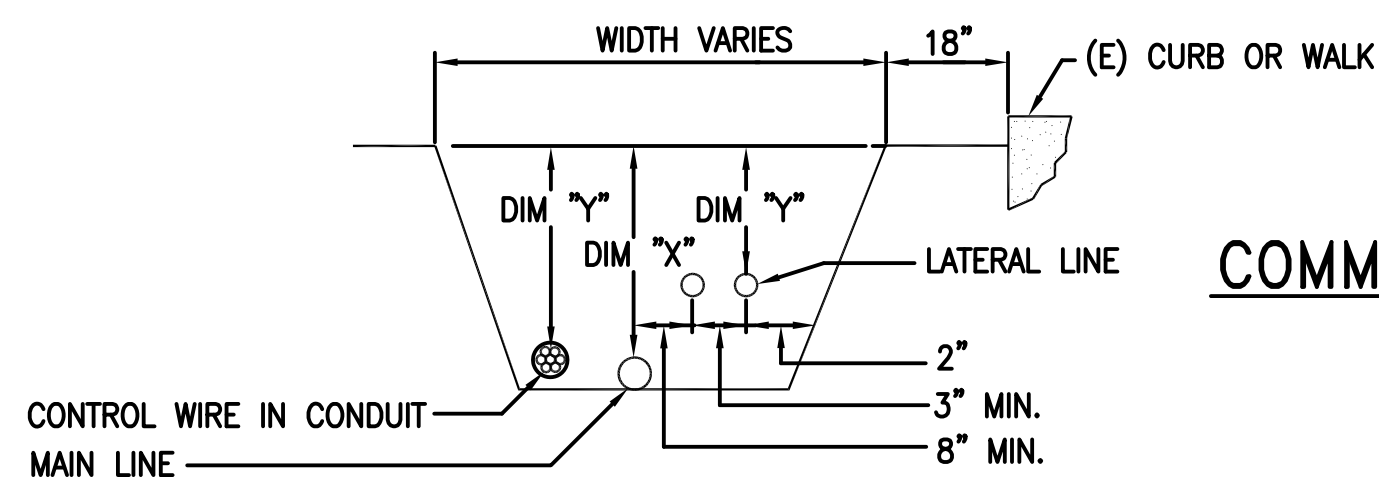 WIDTH VARIES
18"
(E) CURB OR WALK
DIM "Y"
DIM "Y"
DIM "X"
LATERAL LINE
COMM
2"
3" MIN.
CONTROL WIRE IN CONDUIT
8" MIN.
MAIN LINE